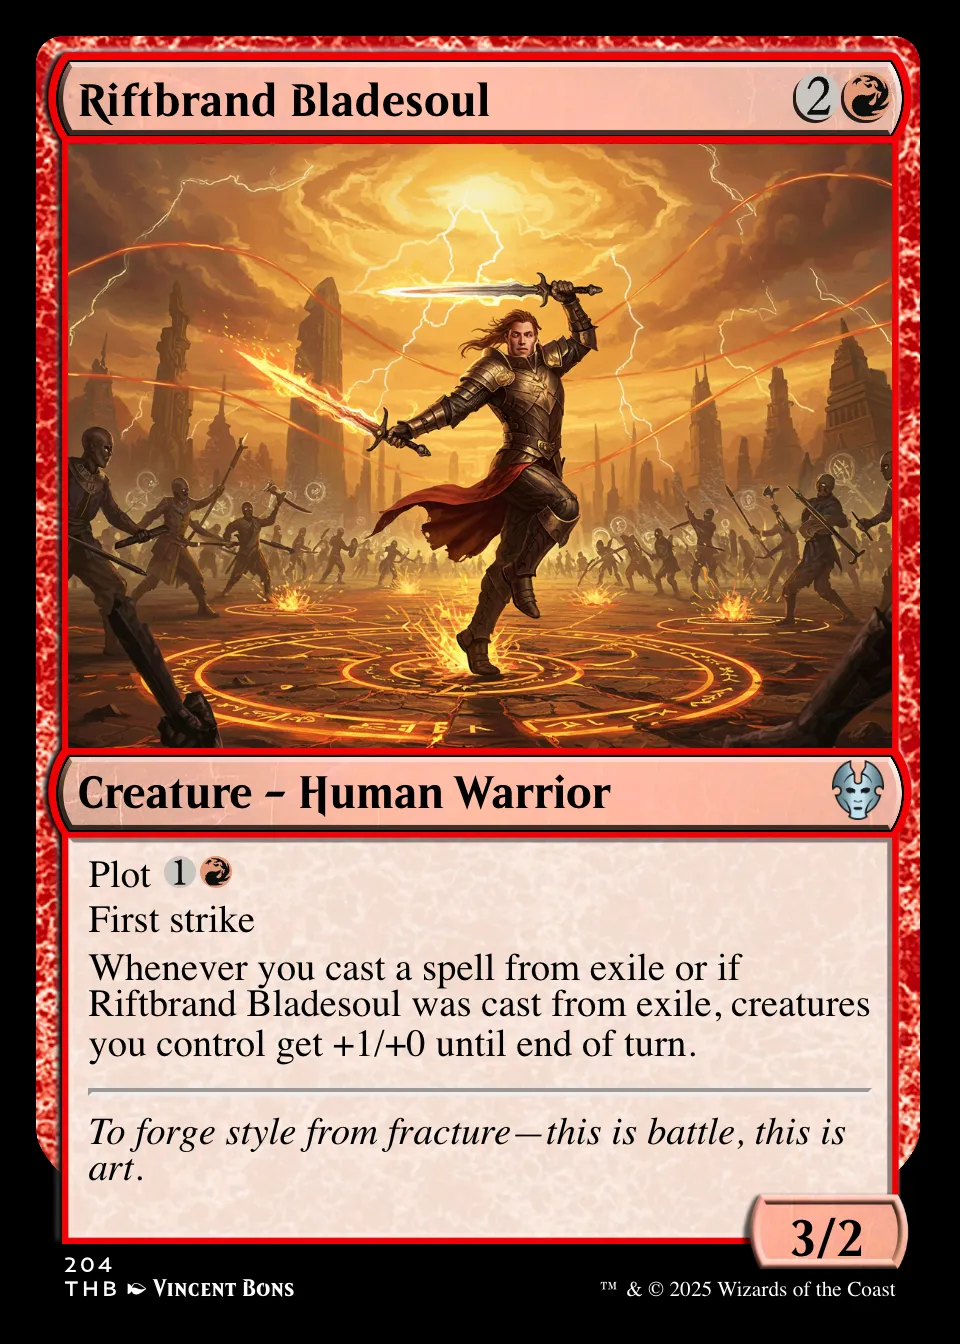 Riftbrand Bladesoul 2
Creature – Human Warrior
Plot 1
First strike
Whenever you cast a spell from exile or if
Riftbrand Bladesoul was cast from exile, creatures
you control get +1/+0 until end of turn.
To forge style from fracture—this is battle, this is
art.
3/2
204
THB Vincent Bons
™ & © 2025 Wizards of the Coast